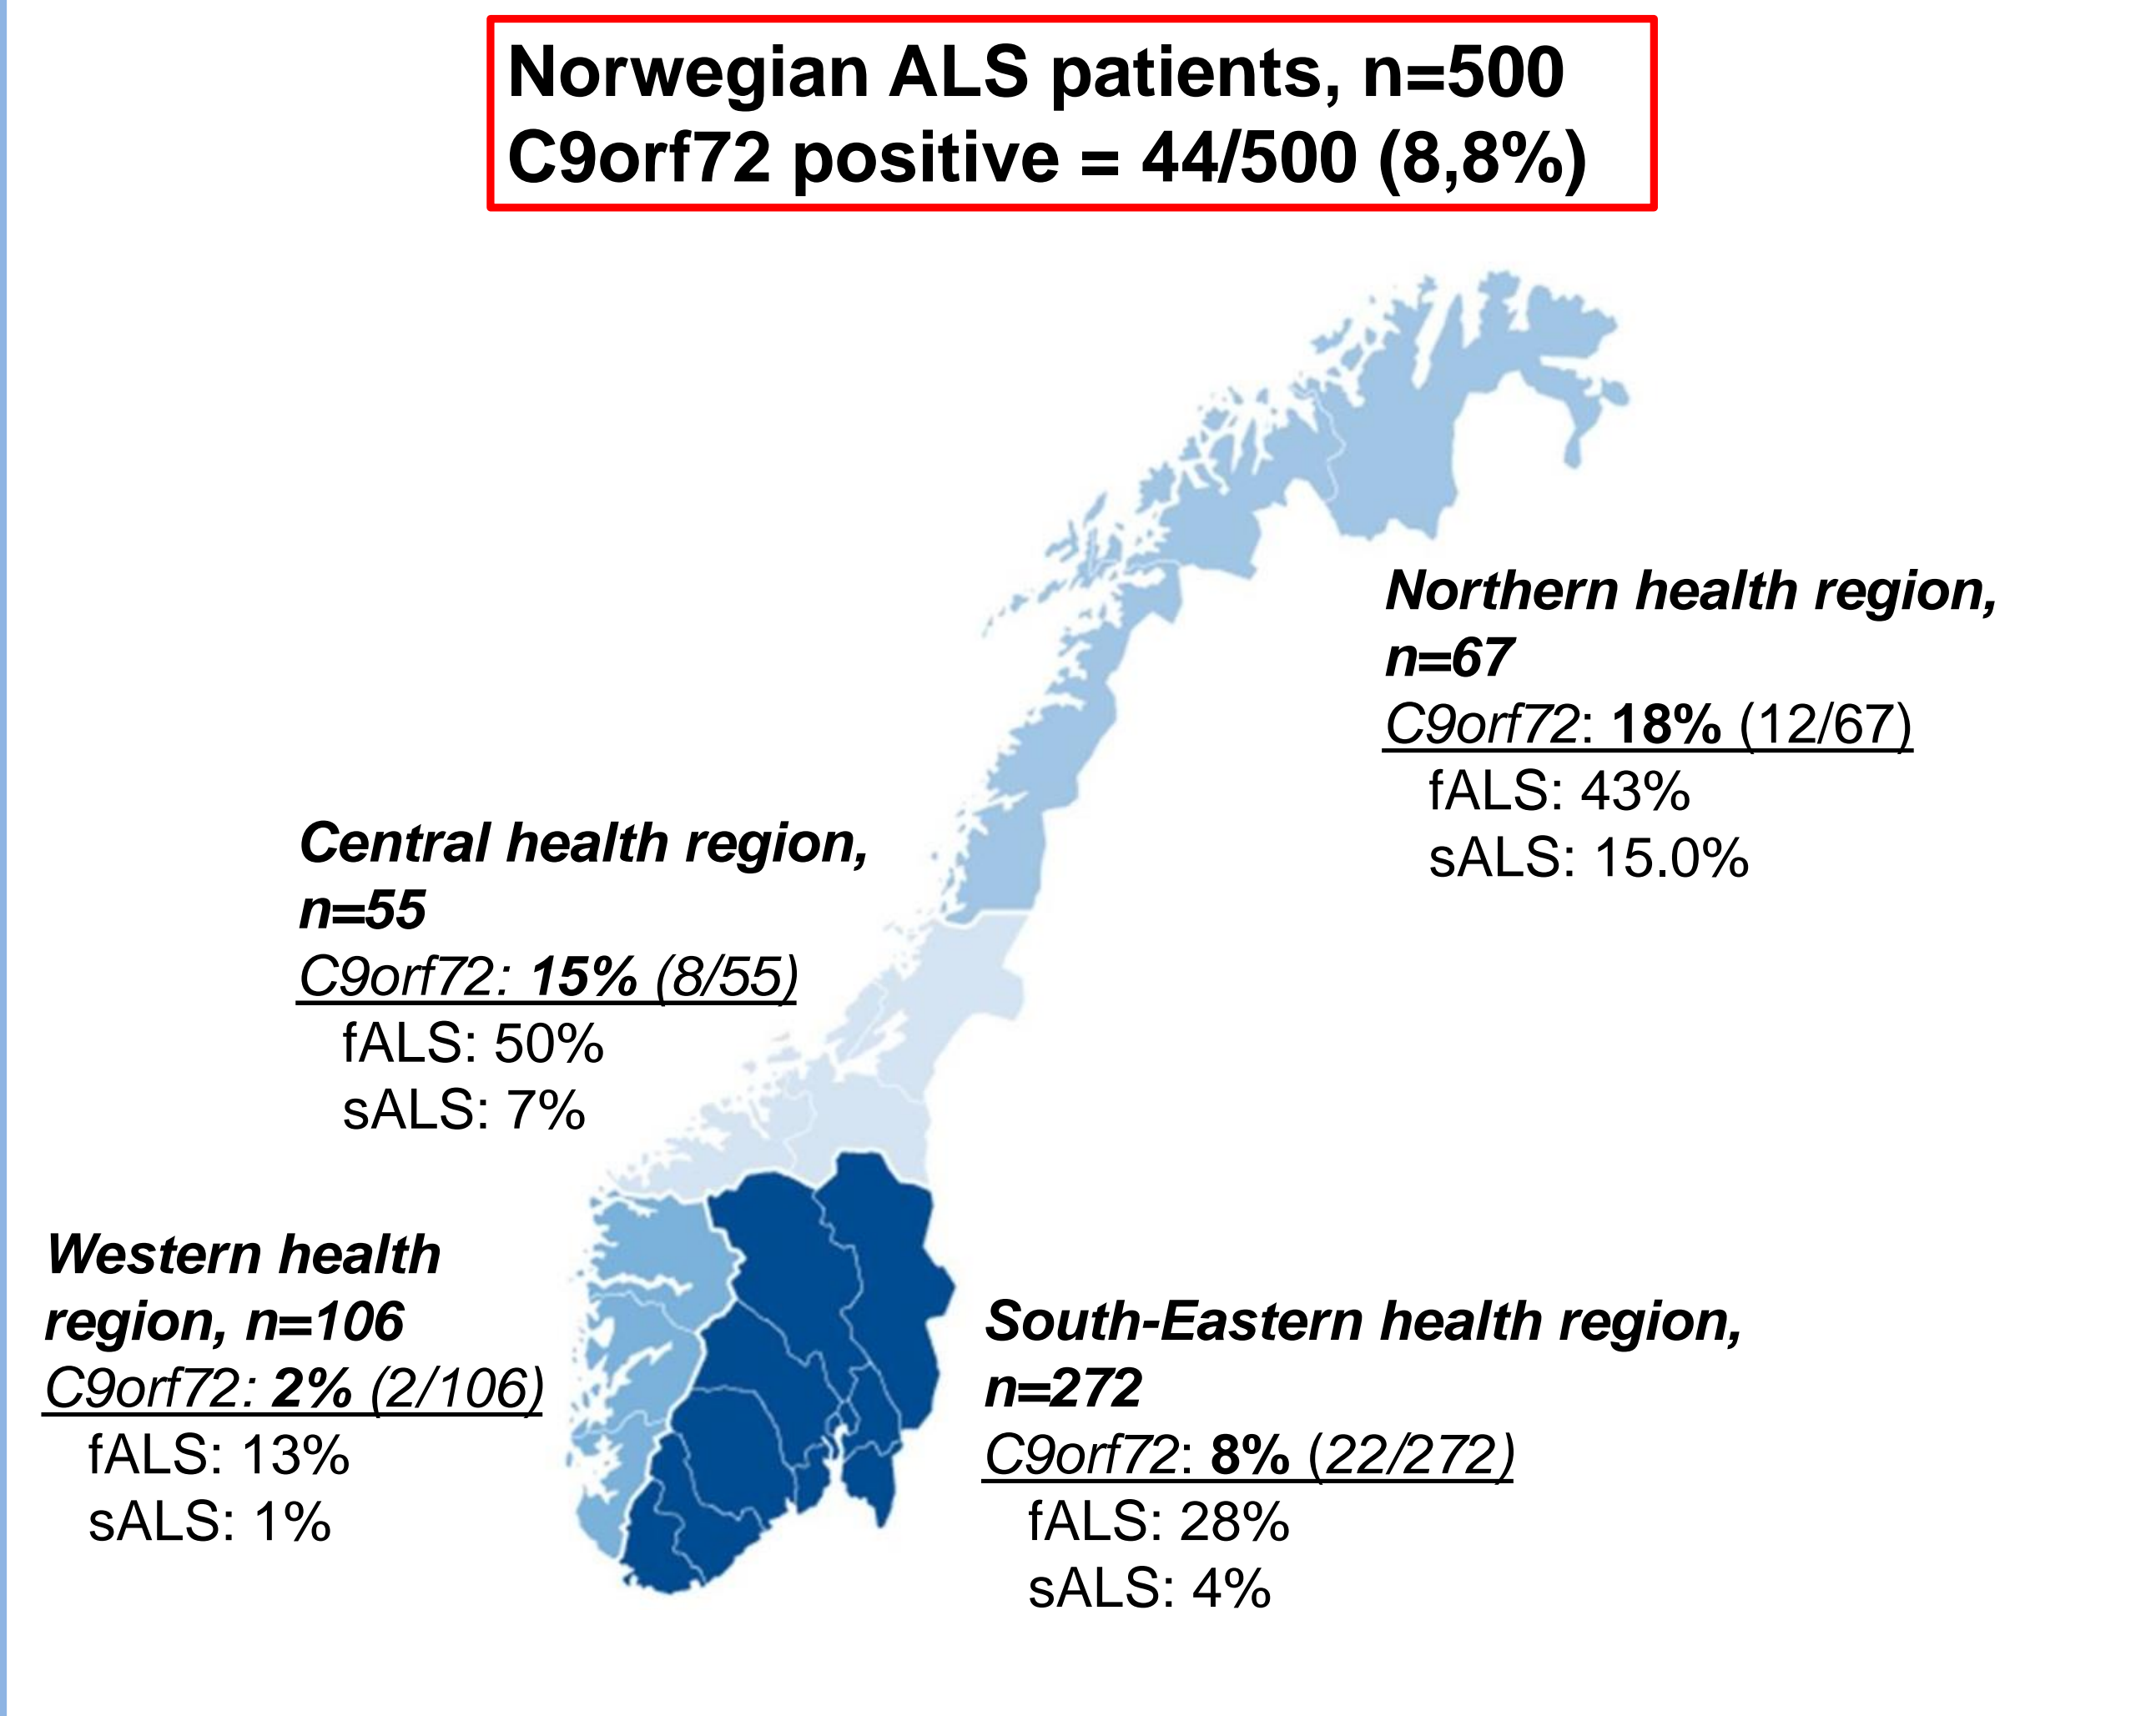 Norwegian ALS patients, n=500
C9orf72 positive = 44/500 (8,8%)
Northern health region,
n=67
C9orf72: 18% (12/67)
fALS: 43%
sALS: 15.0%
Central health region,
n=55
C9orf72: 15% (8/55)
fALS: 50%
sALS: 7%
Western health
region, n=106
C9orf72: 2% (2/106)
fALS: 13%
sALS: 1%
South-Eastern health region,
n=272
C9orf72: 8% (22/272)
fALS: 28%
sALS: 4%